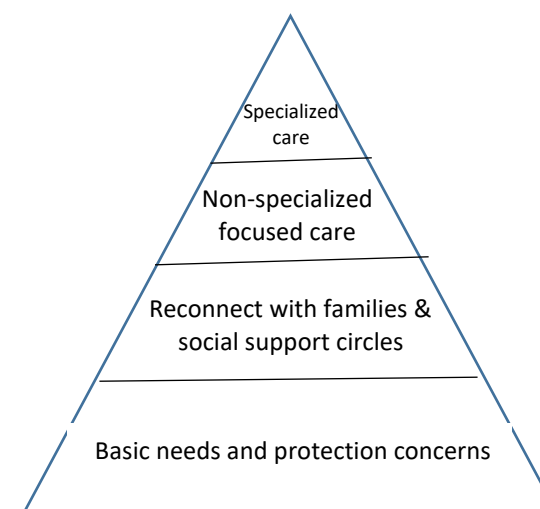 Specialized
care
Non-specialized
focused care
Reconnect with families &
social support circles
Basic needs and protection concerns